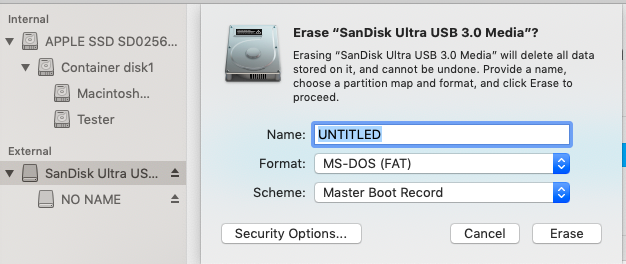 Internal
APPLE SSD SD0256...
Container disk1
Macintosh...
Tester
External
SanDisk Ultra US...
NO NAME
Erase “SanDisk Ultra USB 3.0 Media”?
Erasing “SanDisk Ultra USB 3.0 Media” will delete all data
stored on it, and cannot be undone. Provide a name,
choose a partition map and format, and click Erase to
proceed.
Name: UNTITLED
Format: MS-DOS (FAT)
Scheme: Master Boot Record
Security Options... Cancel Erase